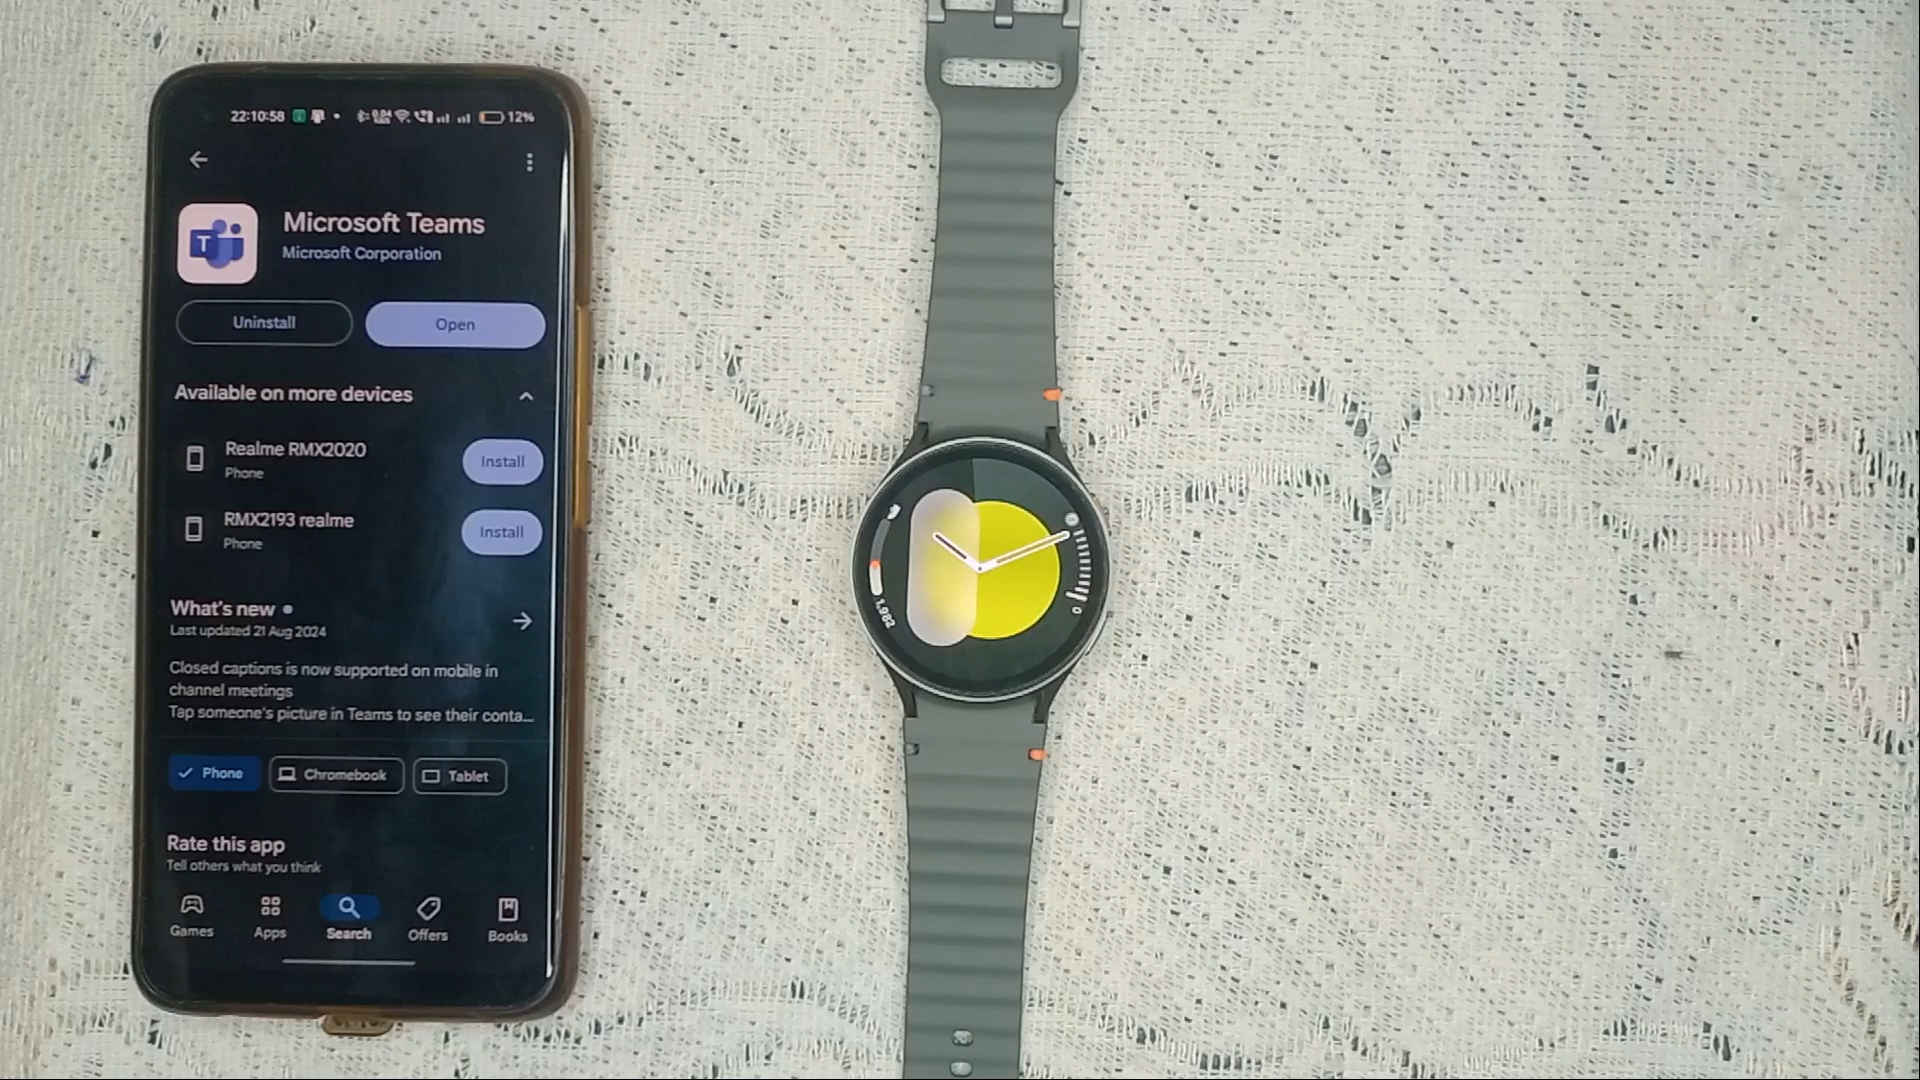 22:10:58
12%
Microsoft Teams
Microsoft Corporation
T
Uninstall
Open
Available on more devices
Realme RMX2020
Phone
Install
RMX2193 realme
Phone
Install
What's new
Last updated 21 Aug 2024
Closed captions is now supported on mobile in
channel meetings
Tap someone's picture in Teams to see their conta...
Phone
Chromebook
Tablet
Rate this app
Tell others what you think
Games
Apps
Search
Offers
Books
1,982
0